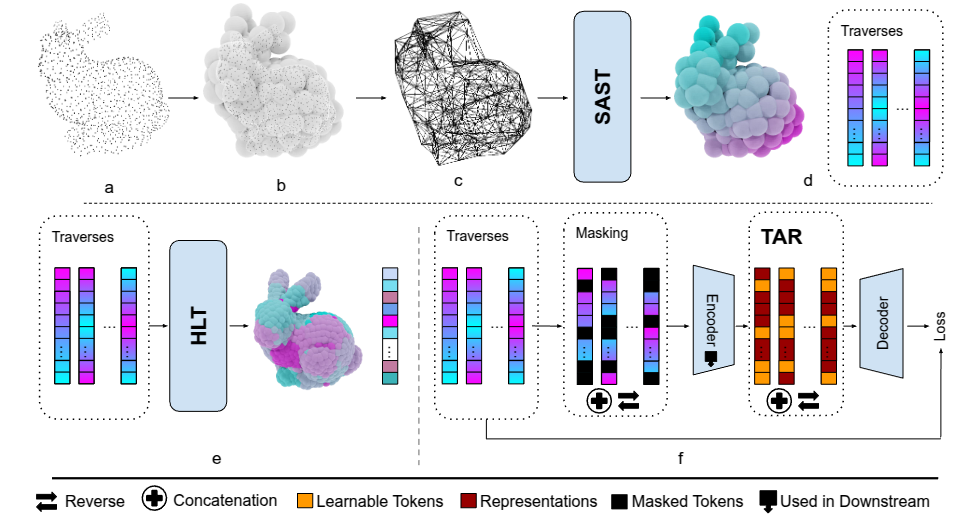 SAST
Traverses
a
b
c
d
Traverses
HLT
e
Traverses
Masking
Encoder
TAR
Decoder
Loss
f
Reverse
Concatenation
Learnable Tokens
Representations
Masked Tokens
Used in Downstream